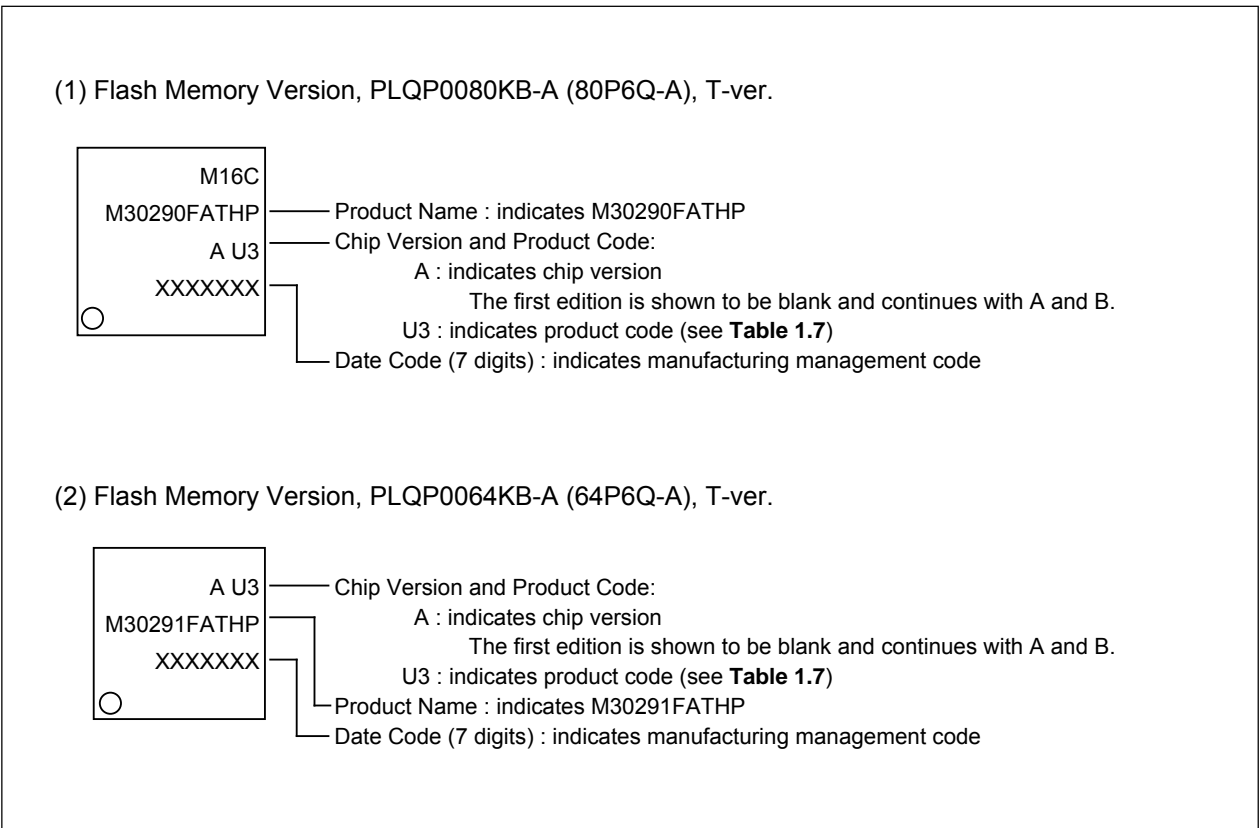 (1) Flash Memory Version, PLQP0080KB-A (80P6Q-A), T-ver.
M16C
M30290FATHP
Product Name : indicates M30290FATHP
A U3
Chip Version and Product Code:
A : indicates chip version
The first edition is shown to be blank and continues with A and B.
U3 : indicates product code (see Table 1.7)
XXXXXXX
Date Code (7 digits) : indicates manufacturing management code
(2) Flash Memory Version, PLQP0064KB-A (64P6Q-A), T-ver.
A U3
Chip Version and Product Code:
A : indicates chip version
The first edition is shown to be blank and continues with A and B.
U3 : indicates product code (see Table 1.7)
M30291FATHP
Product Name : indicates M30291FATHP
XXXXXXX
Date Code (7 digits) : indicates manufacturing management code